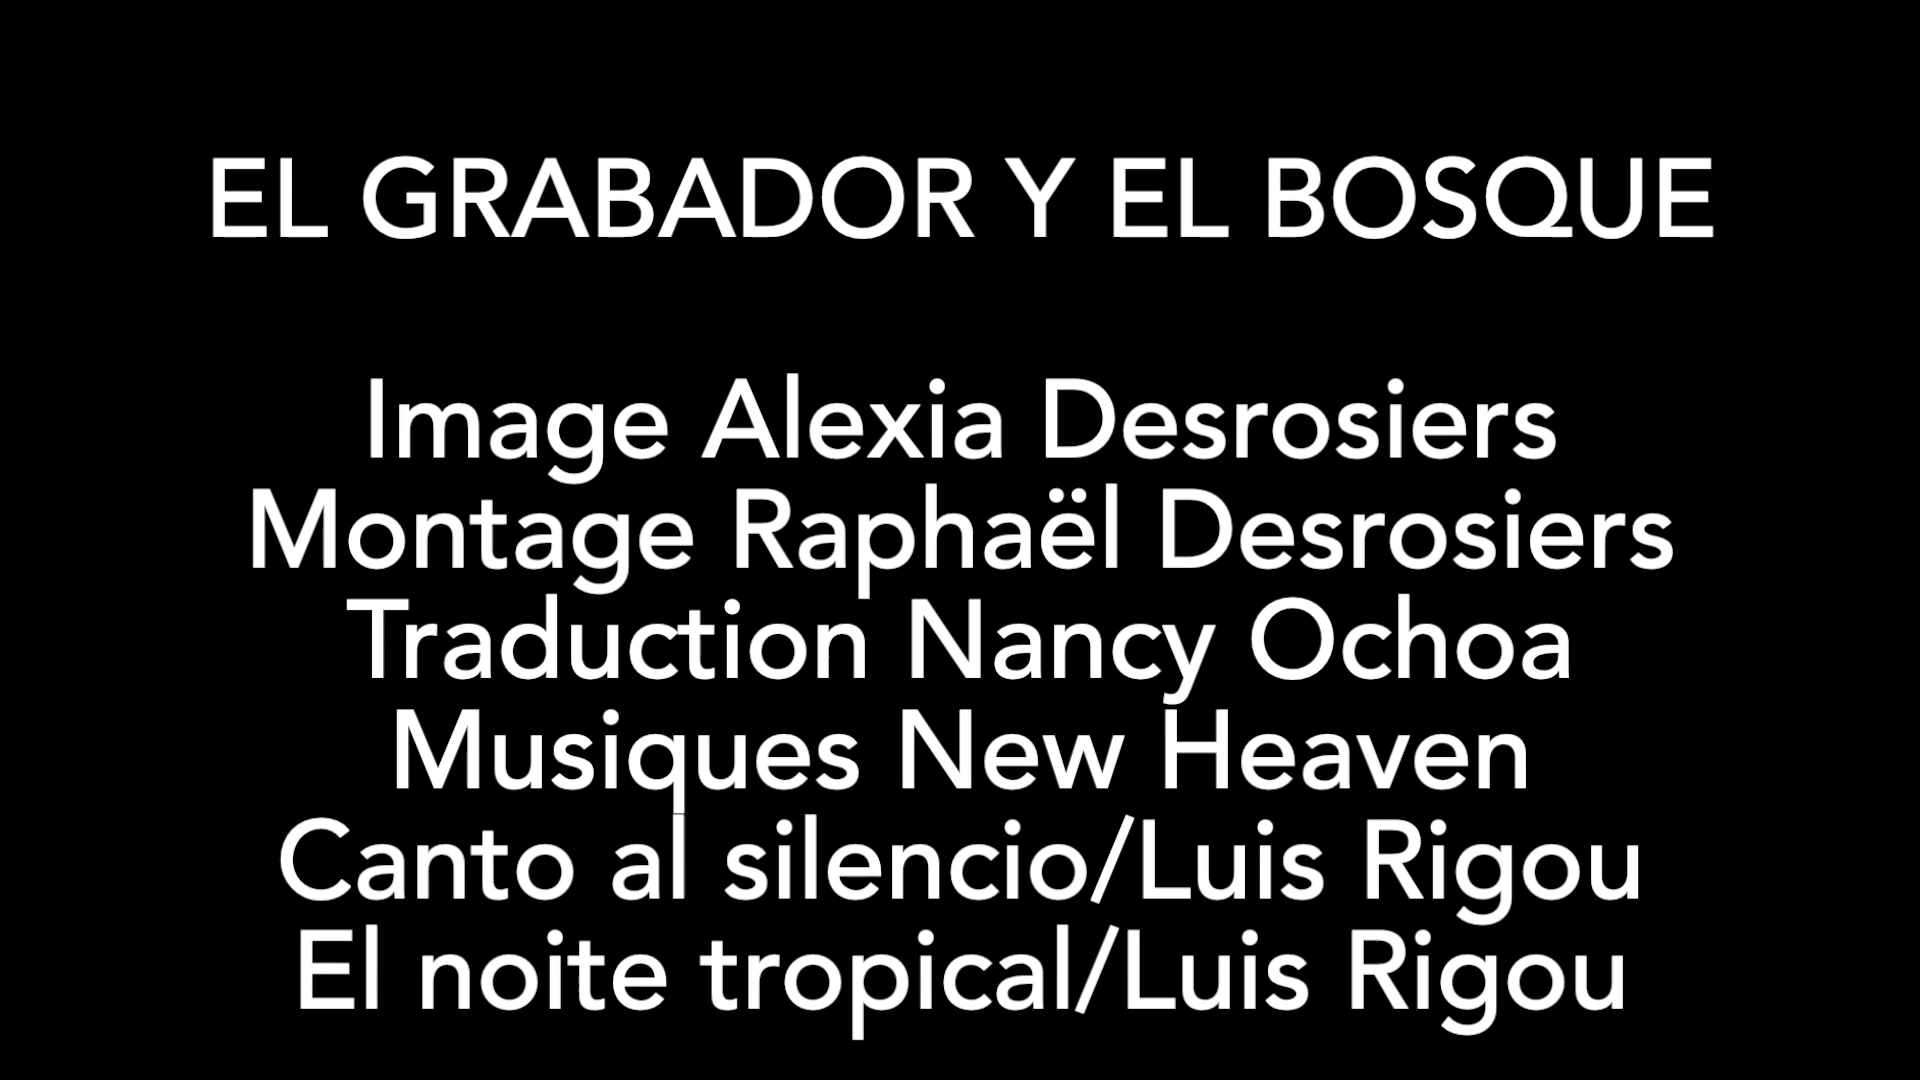 EL GRABADOR Y EL BOSQUE
Image Alexia Desrosiers
Montage Raphaël Desrosiers
Traduction Nancy Ochoa
Musiques New Heaven
Canto al silencio/Luis Rigou
El noite tropical/Luis Rigou